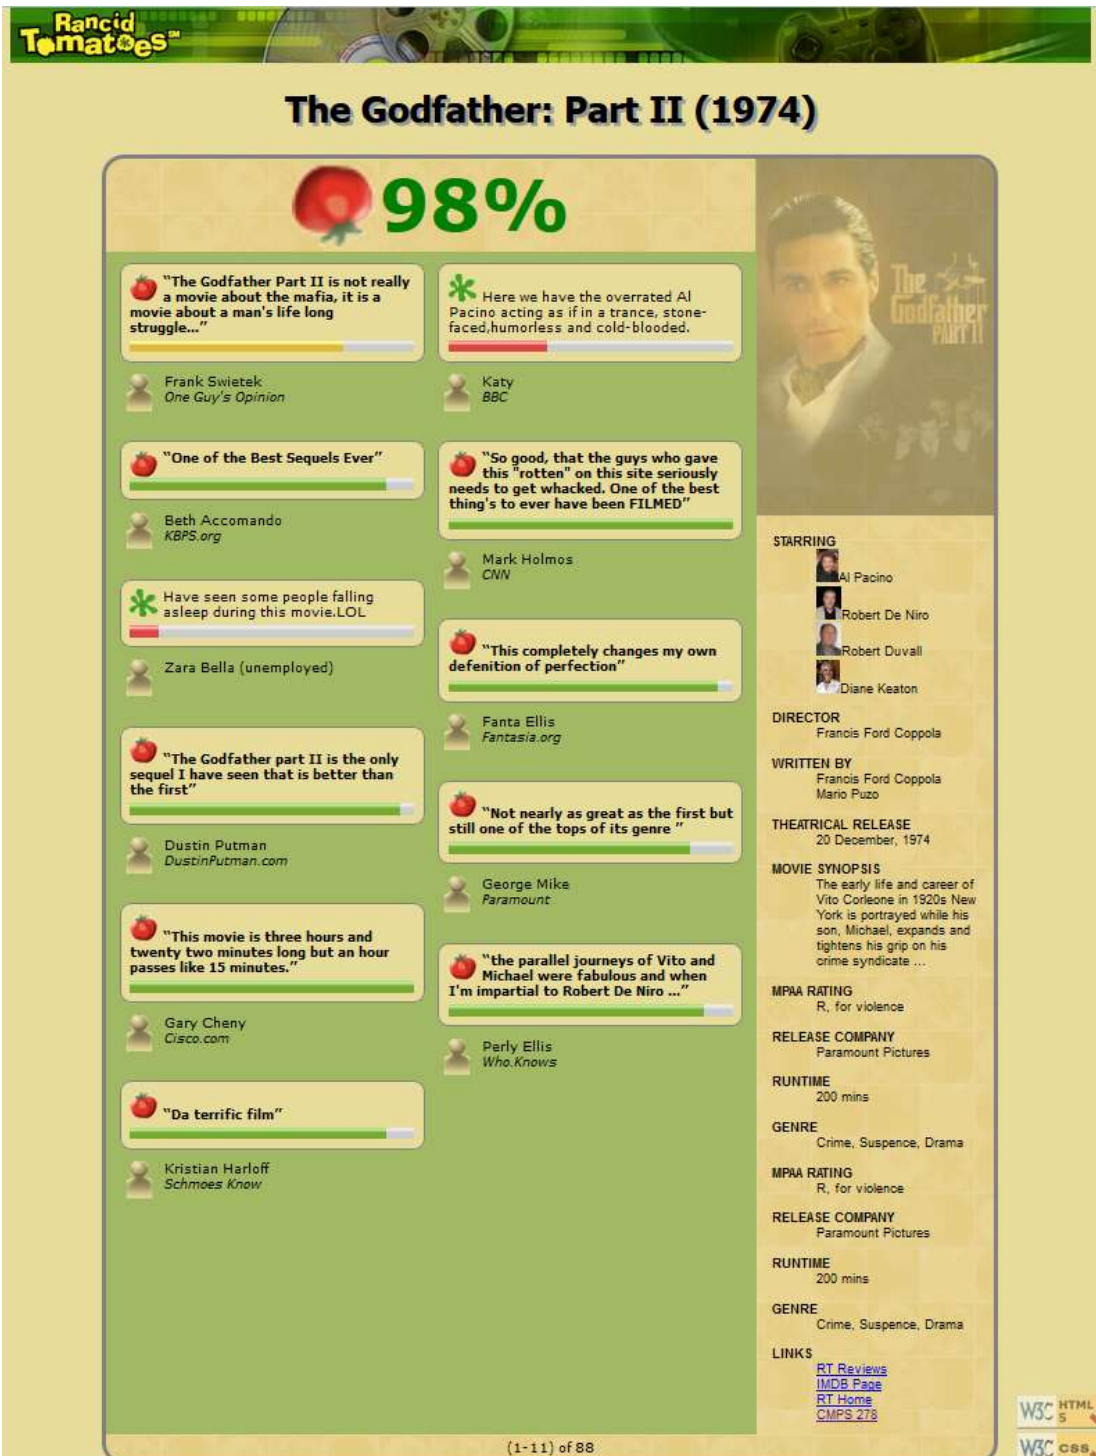 Rancid
TomatoesSM
The Godfather: Part II (1974)
98%
“The Godfather Part II is not really
a movie about the mafia, it is a
movie about a man's life long
struggle...”
Frank Swietek
One Guy's Opinion
“One of the Best Sequels Ever”
Beth Accomando
KBPS.org
Have seen some people falling
asleep during this movie.LOL
Zara Bella (unemployed)
“The Godfather part II is the only
sequel I have seen that is better than
the first”
Dustin Putman
DustinPutman.com
“This movie is three hours and
twenty two minutes long but an hour
passes like 15 minutes.”
Gary Cheny
Cisco.com
“Da terrific film”
Kristian Harloff
Schmoes Know
Here we have the overrated Al
Pacino acting as if in a trance, stone-
faced,humorless and cold-blooded.
Katy
BBC
“So good, that the guys who gave
this "rotten" on this site seriously
needs to get whacked. One of the best
thing's to ever have been FILMED”
Mark Holmos
CNN
“This completely changes my own
defenition of perfection”
Fanta Ellis
Fantasia.org
“Not nearly as great as the first but
still one of the tops of its genre ”
George Mike
Paramount
“the parallel journeys of Vito and
Michael were fabulous and when
I'm impartial to Robert De Niro ...”
Perly Ellis
Who.Knows
The
Godfather
PART II
STARRING
Al Pacino
Robert De Niro
Robert Duvall
Diane Keaton
DIRECTOR
Francis Ford Coppola
WRITTEN BY
Francis Ford Coppola
Mario Puzo
THEATRICAL RELEASE
20 December, 1974
MOVIE SYNOPSIS
The early life and career of
Vito Corleone in 1920s New
York is portrayed while his
son, Michael, expands and
tightens his grip on his
crime syndicate ...
MPAA RATING
R, for violence
RELEASE COMPANY
Paramount Pictures
RUNTIME
200 mins
GENRE
Crime, Suspence, Drama
MPAA RATING
R, for violence
RELEASE COMPANY
Paramount Pictures
RUNTIME
200 mins
GENRE
Crime, Suspence, Drama
LINKS
RT Reviews
IMDB Page
RT Home
CMPS 278
(1-11) of 88
W3C HTML
5
W3C CSS